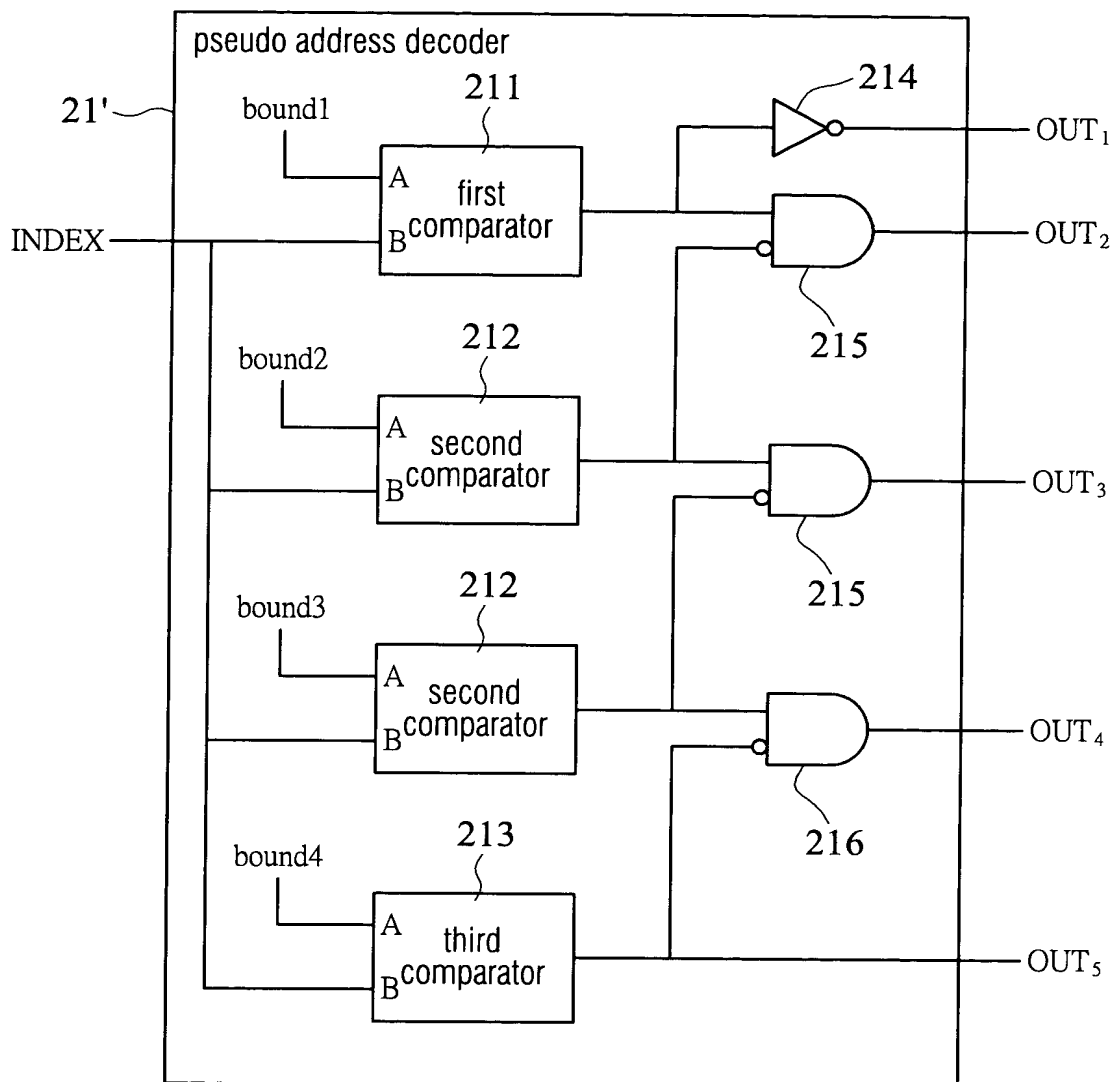 pseudo address decoder
21'
bound1
211
214
OUT1
A
first
comparator
B
INDEX
OUT2
215
bound2
212
A
second
comparator
B
OUT3
215
bound3
212
A
second
comparator
B
OUT4
216
bound4
213
A
third
comparator
B
OUT5